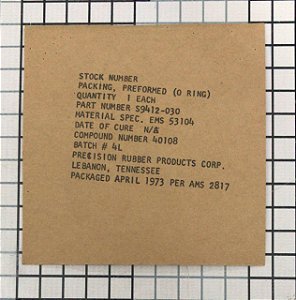 STOCK NUMBER
PACKING, PREFORMED (O RING)
QUANTITY 1 EACH
PART NUMBER S9412-030
MATERIAL SPEC. EMS 53104
DATE OF CURE N/A
COMPOUND NUMBER 40108
BATCH # 4L
PRECISION RUBBER PRODUCTS CORP.
LEBANON, TENNESSEE
PACKAGED APRIL 1973 PER AMS 2817